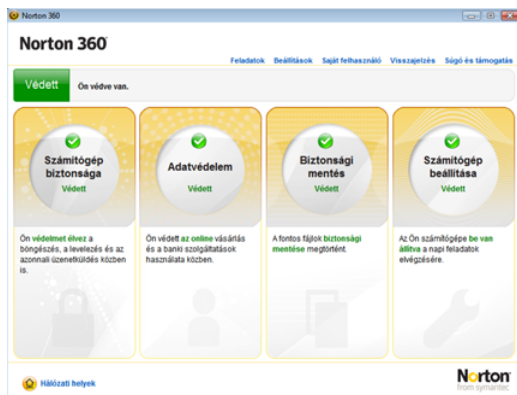 Norton 360
Norton 360
Feladatok Beállítások Saját felhasználó Visszajelzés Súgó és támogatás
Védett
Ön védve van.
Számítógép
biztonsága
Védett
Ön védelmet élvez a
böngészés, a levelezés és az
azonnali üzenetküldés közben
is.
Adatvédelem
Védett
Ön védett az online vásárlás
és a banki szolgáltatások
használata közben.
Biztonsági
mentés
Védett
A fontos fájlok biztonsági
mentése megtörtént.
Számítógép
beállítása
Védett
Az Ön számítógépe be van
állítva a napi feladatok
elvégzésére.
Hálózati helyek
Norton
from symantec